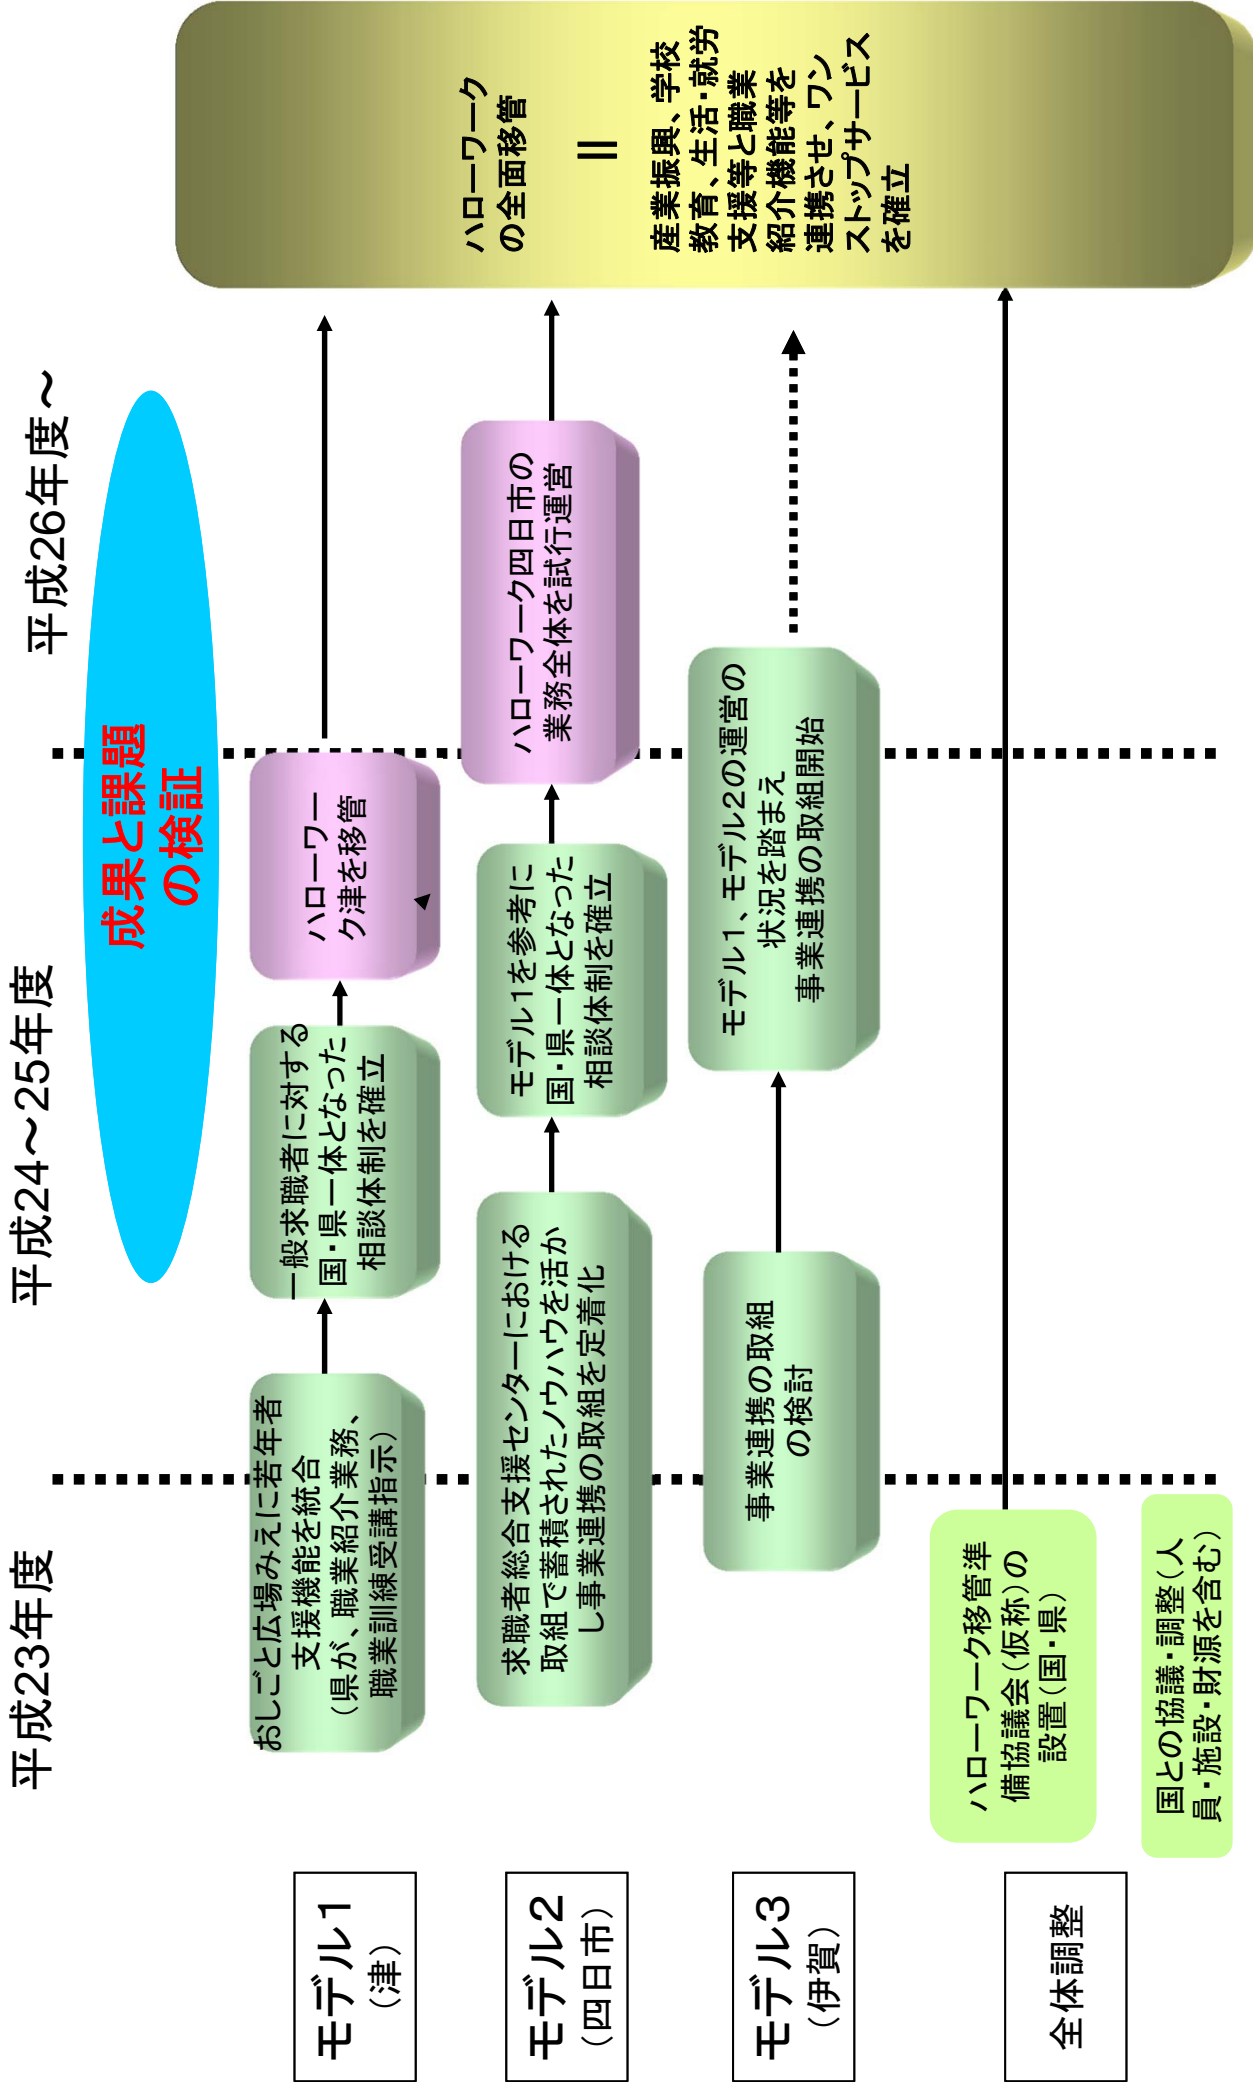 平成23年度
平成24～25年度
平成26年度～
成果と課題
の検証
モデル1
（津）
おしごと広場みえに若年者
支援機能を統合
（県が、職業紹介業務、
職業訓練受講指示）
一般求職者に対する
国・県一体となった
相談体制を確立
ハローワー
ク津を移管
モデル2
（四日市）
求職者総合支援センターにおける
取組で蓄積されたノウハウを活か
し事業連携の取組を定着化
モデル1を参考に
国・県一体となった
相談体制を確立
ハローワーク四日市の
業務全体を試行運営
モデル3
（伊賀）
事業連携の取組
の検討
モデル1、モデル2の運営の
状況を踏まえ
事業連携の取組開始
全体調整
ハローワーク移管準
備協議会（仮称）の
設置（国・県）
国との協議・調整（人
員・施設・財源を含む）
ハローワーク
の全面移管
＝
産業振興、学校
教育、生活・就労
支援等と職業
紹介機能等を
連携させ、ワン
ストップサービス
を確立